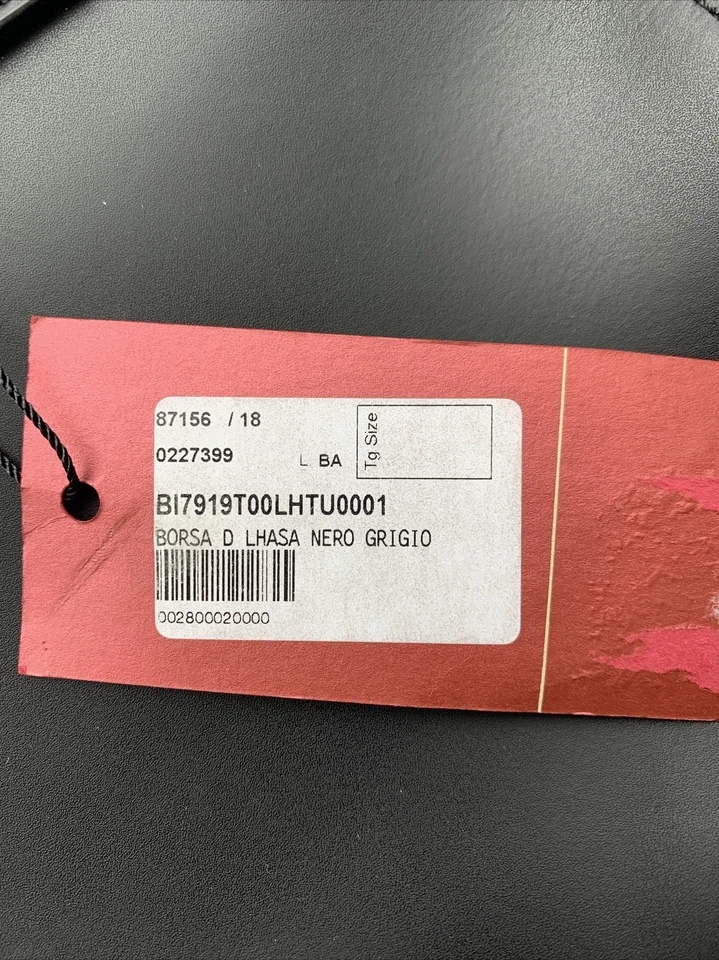 87156 / 18
0227399 L BA
Tg Size
BI7919T00LHTU0001
BORSA D LHASA NERO GRIGIO
002800020000